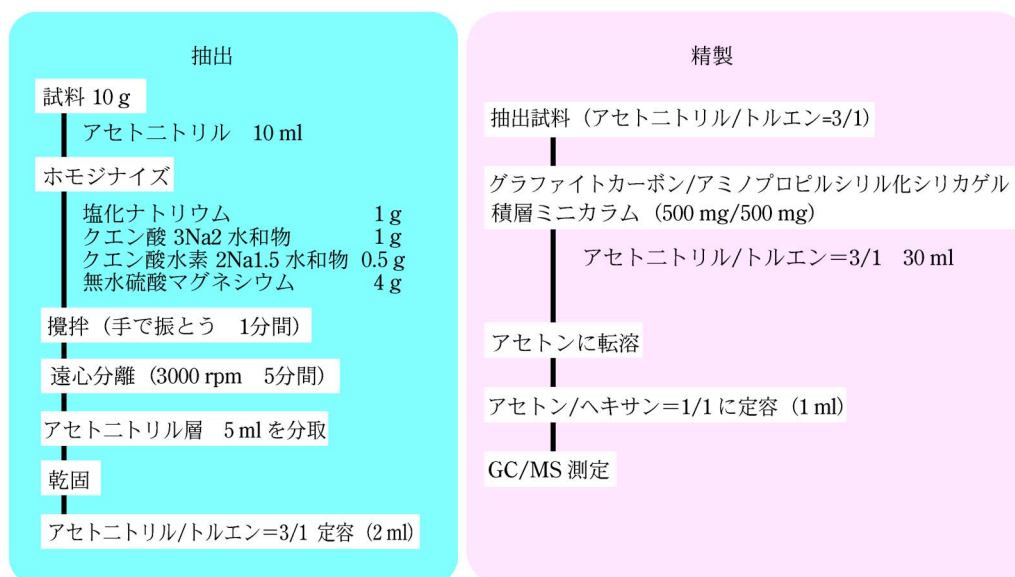 抽出
試料 10 g
アセトニトリル　10 ml
ホモジナイズ
塩化ナトリウム　1 g
クエン酸 3Na2 水和物　1 g
クエン酸水素 2Na1.5 水和物　0.5 g
無水硫酸マグネシウム　4 g
攪拌（手で振とう　1分間）
遠心分離（3000 rpm　5分間）
アセトニトリル層　5 ml を分取
乾固
アセトニトリル/トルエン＝3/1 定容（2 ml）
精製
抽出試料（アセトニトリル/トルエン=3/1）
グラファイトカーボン/アミノプロピルシリル化シリカゲル
積層ミニカラム（500 mg/500 mg）
アセトニトリル/トルエン＝3/1　30 ml
アセトンに転溶
アセトン/ヘキサン＝1/1 に定容（1 ml）
GC/MS 測定